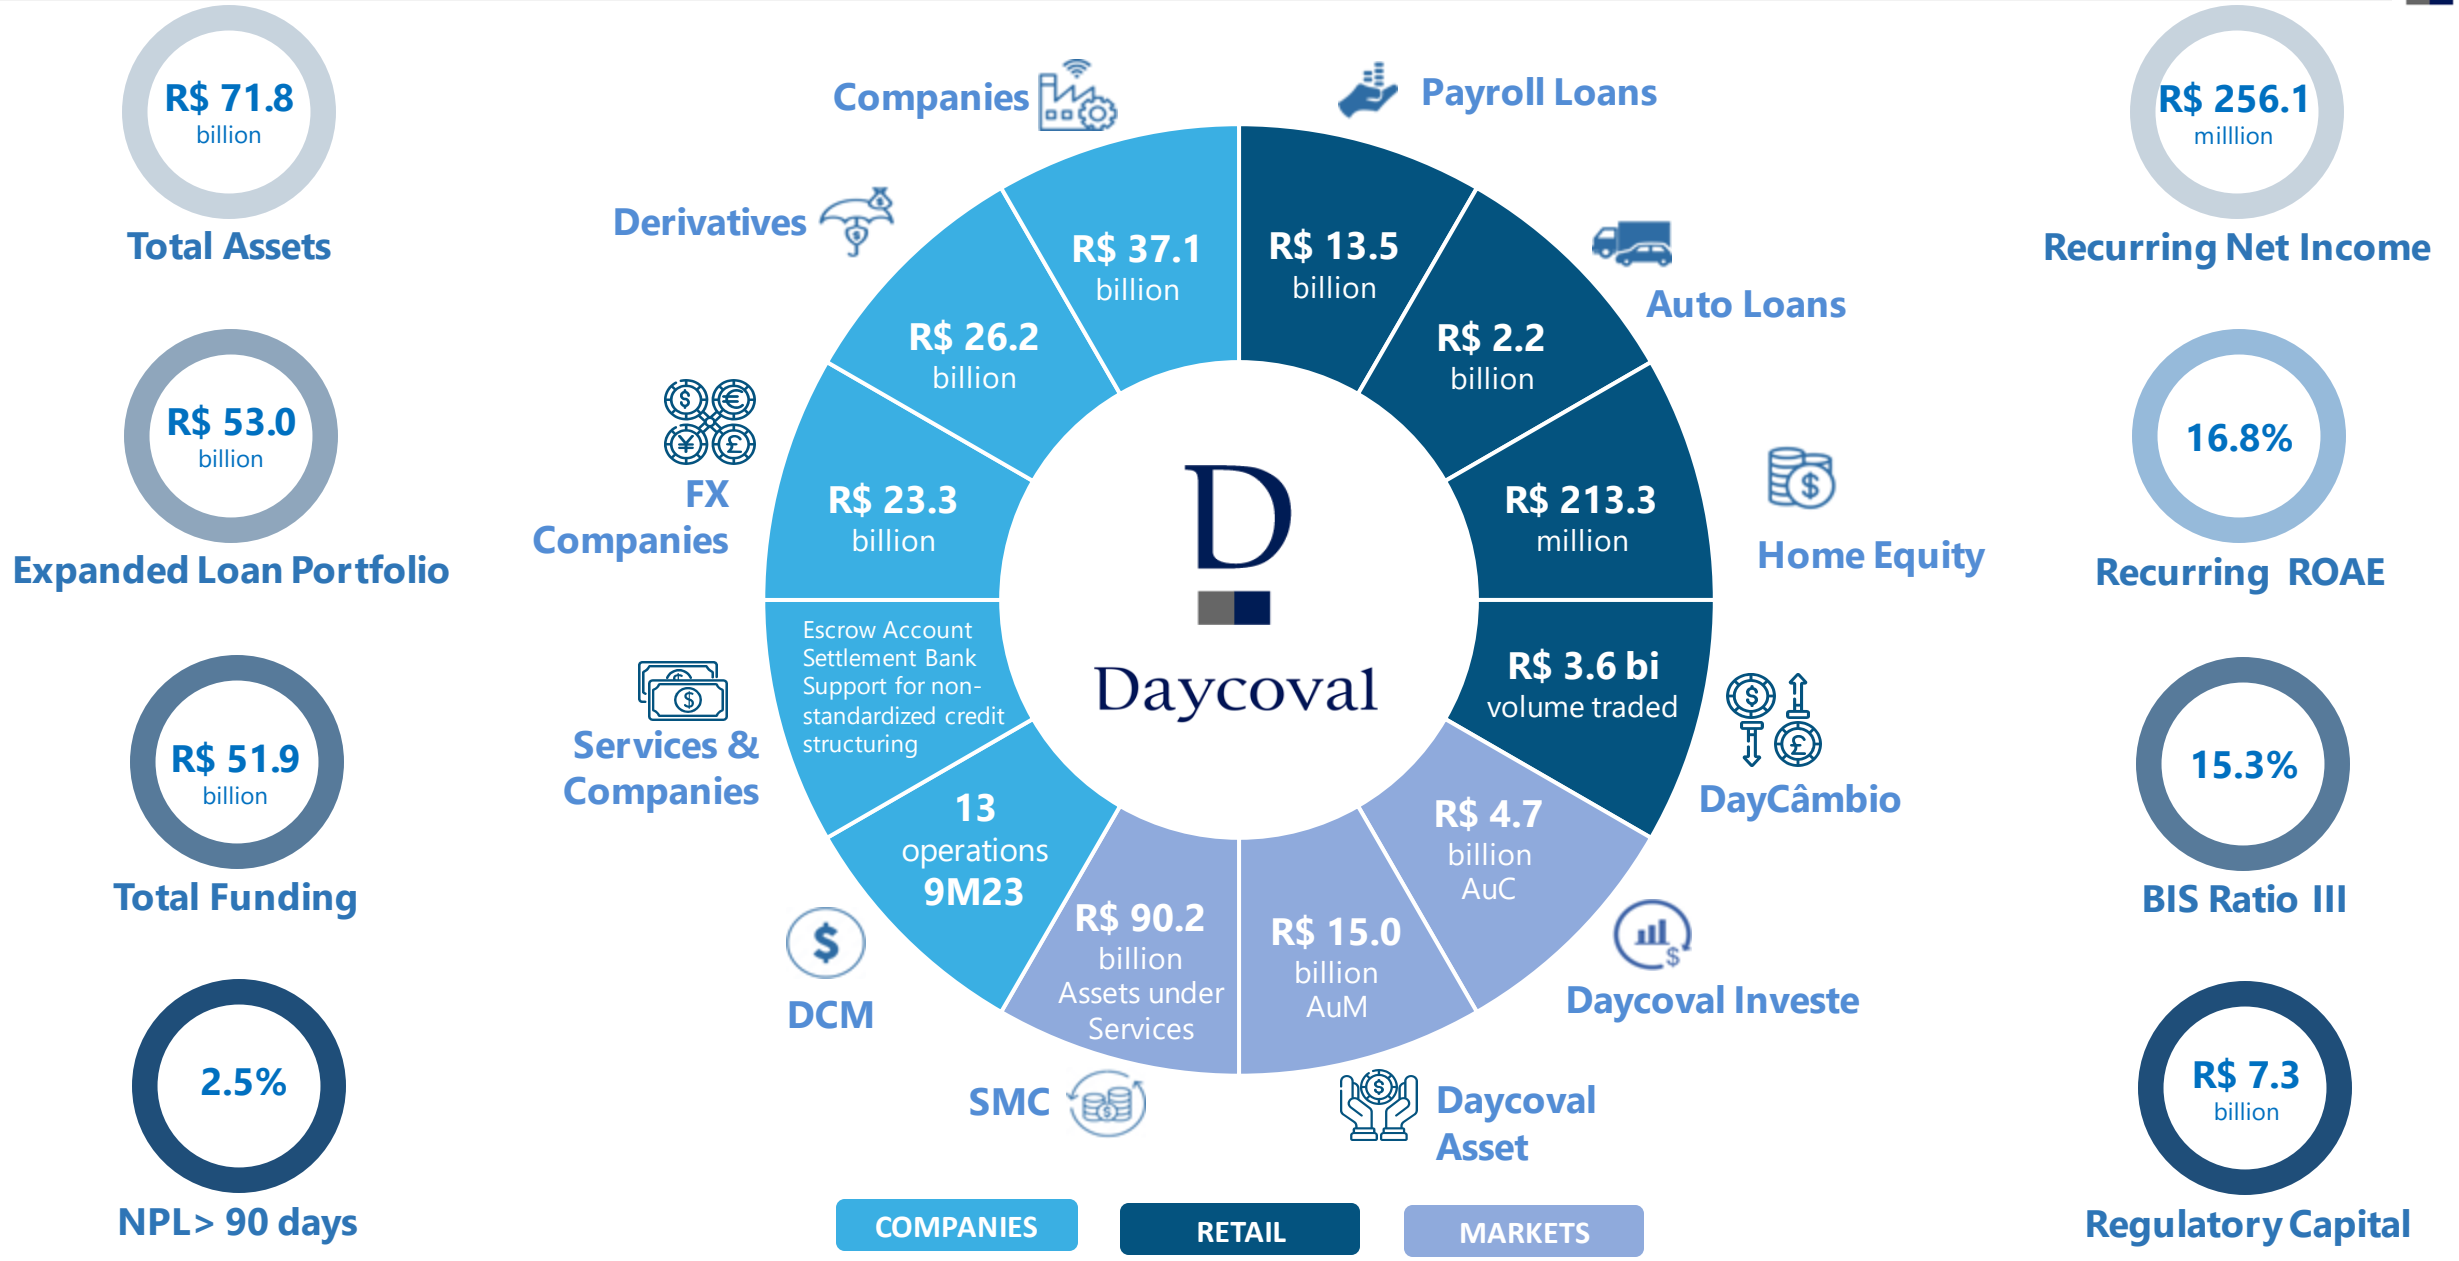 R$ 71.8
billion
Total Assets
R$ 53.0
billion
Expanded Loan Portfolio
R$ 51.9
billion
Total Funding
2.5%
NPL> 90 days
Companies
R$ 37.1
billion
Derivatives
R$ 26.2
billion
FX
Companies
R$ 23.3
billion
Services &
Companies
Escrow Account
Settlement Bank
Support for non-
standardized credit
structuring
DCM
13
operations
9M23
SMC
R$ 90.2
billion
Assets under
Services
Payroll Loans
R$ 13.5
billion
Auto Loans
R$ 2.2
billion
Home Equity
R$ 213.3
million
DayCâmbio
R$ 3.6 bi
volume traded
Daycoval Investe
R$ 4.7
billion
AuC
Daycoval
Asset
R$ 15.0
billion
AuM
D
Daycoval
COMPANIES
RETAIL
MARKETS
R$ 256.1
milllion
Recurring Net Income
16.8%
Recurring ROAE
15.3%
BIS Ratio III
R$ 7.3
billion
Regulatory Capital